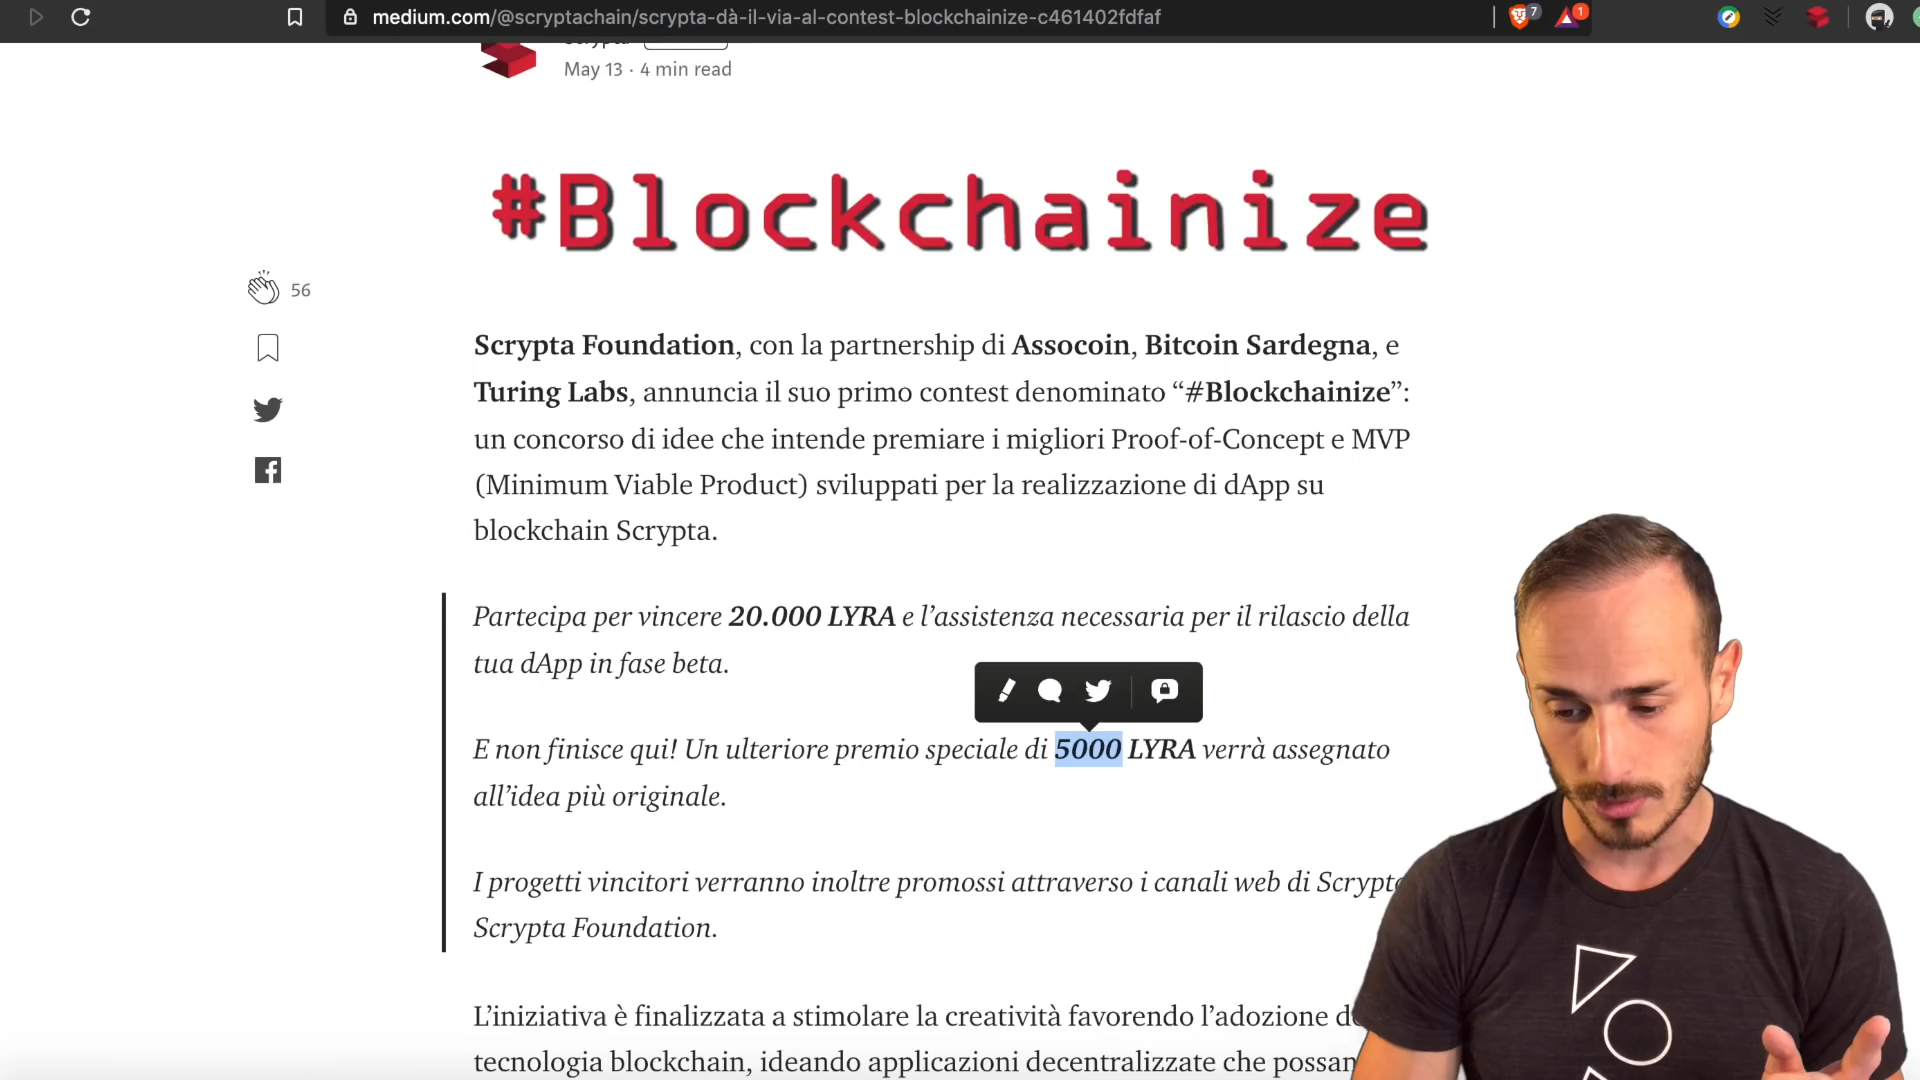 medium.com/@scryptachain/scrypta-dà-il-via-al-contest-blockchainize-c461402fdfaf
7
1
May 13 · 4 min read
#Blockchainize
56
Scrypta Foundation, con la partnership di Assocoin, Bitcoin Sardegna, e
Turing Labs, annuncia il suo primo contest denominato “#Blockchainize”:
un concorso di idee che intende premiare i migliori Proof-of-Concept e MVP
(Minimum Viable Product) sviluppati per la realizzazione di dApp su
blockchain Scrypta.
Partecipa per vincere 20.000 LYRA e l’assistenza necessaria per il rilascio della
tua dApp in fase beta.
E non finisce qui! Un ulteriore premio speciale di 5000 LYRA verrà assegnato
all’idea più originale.
I progetti vincitori verranno inoltre promossi attraverso i canali web di
Scrypta Foundation.
L’iniziativa è finalizzata a stimolare la creatività favorendo l’adozione
tecnologia blockchain, ideando applicazioni decentralizzate che